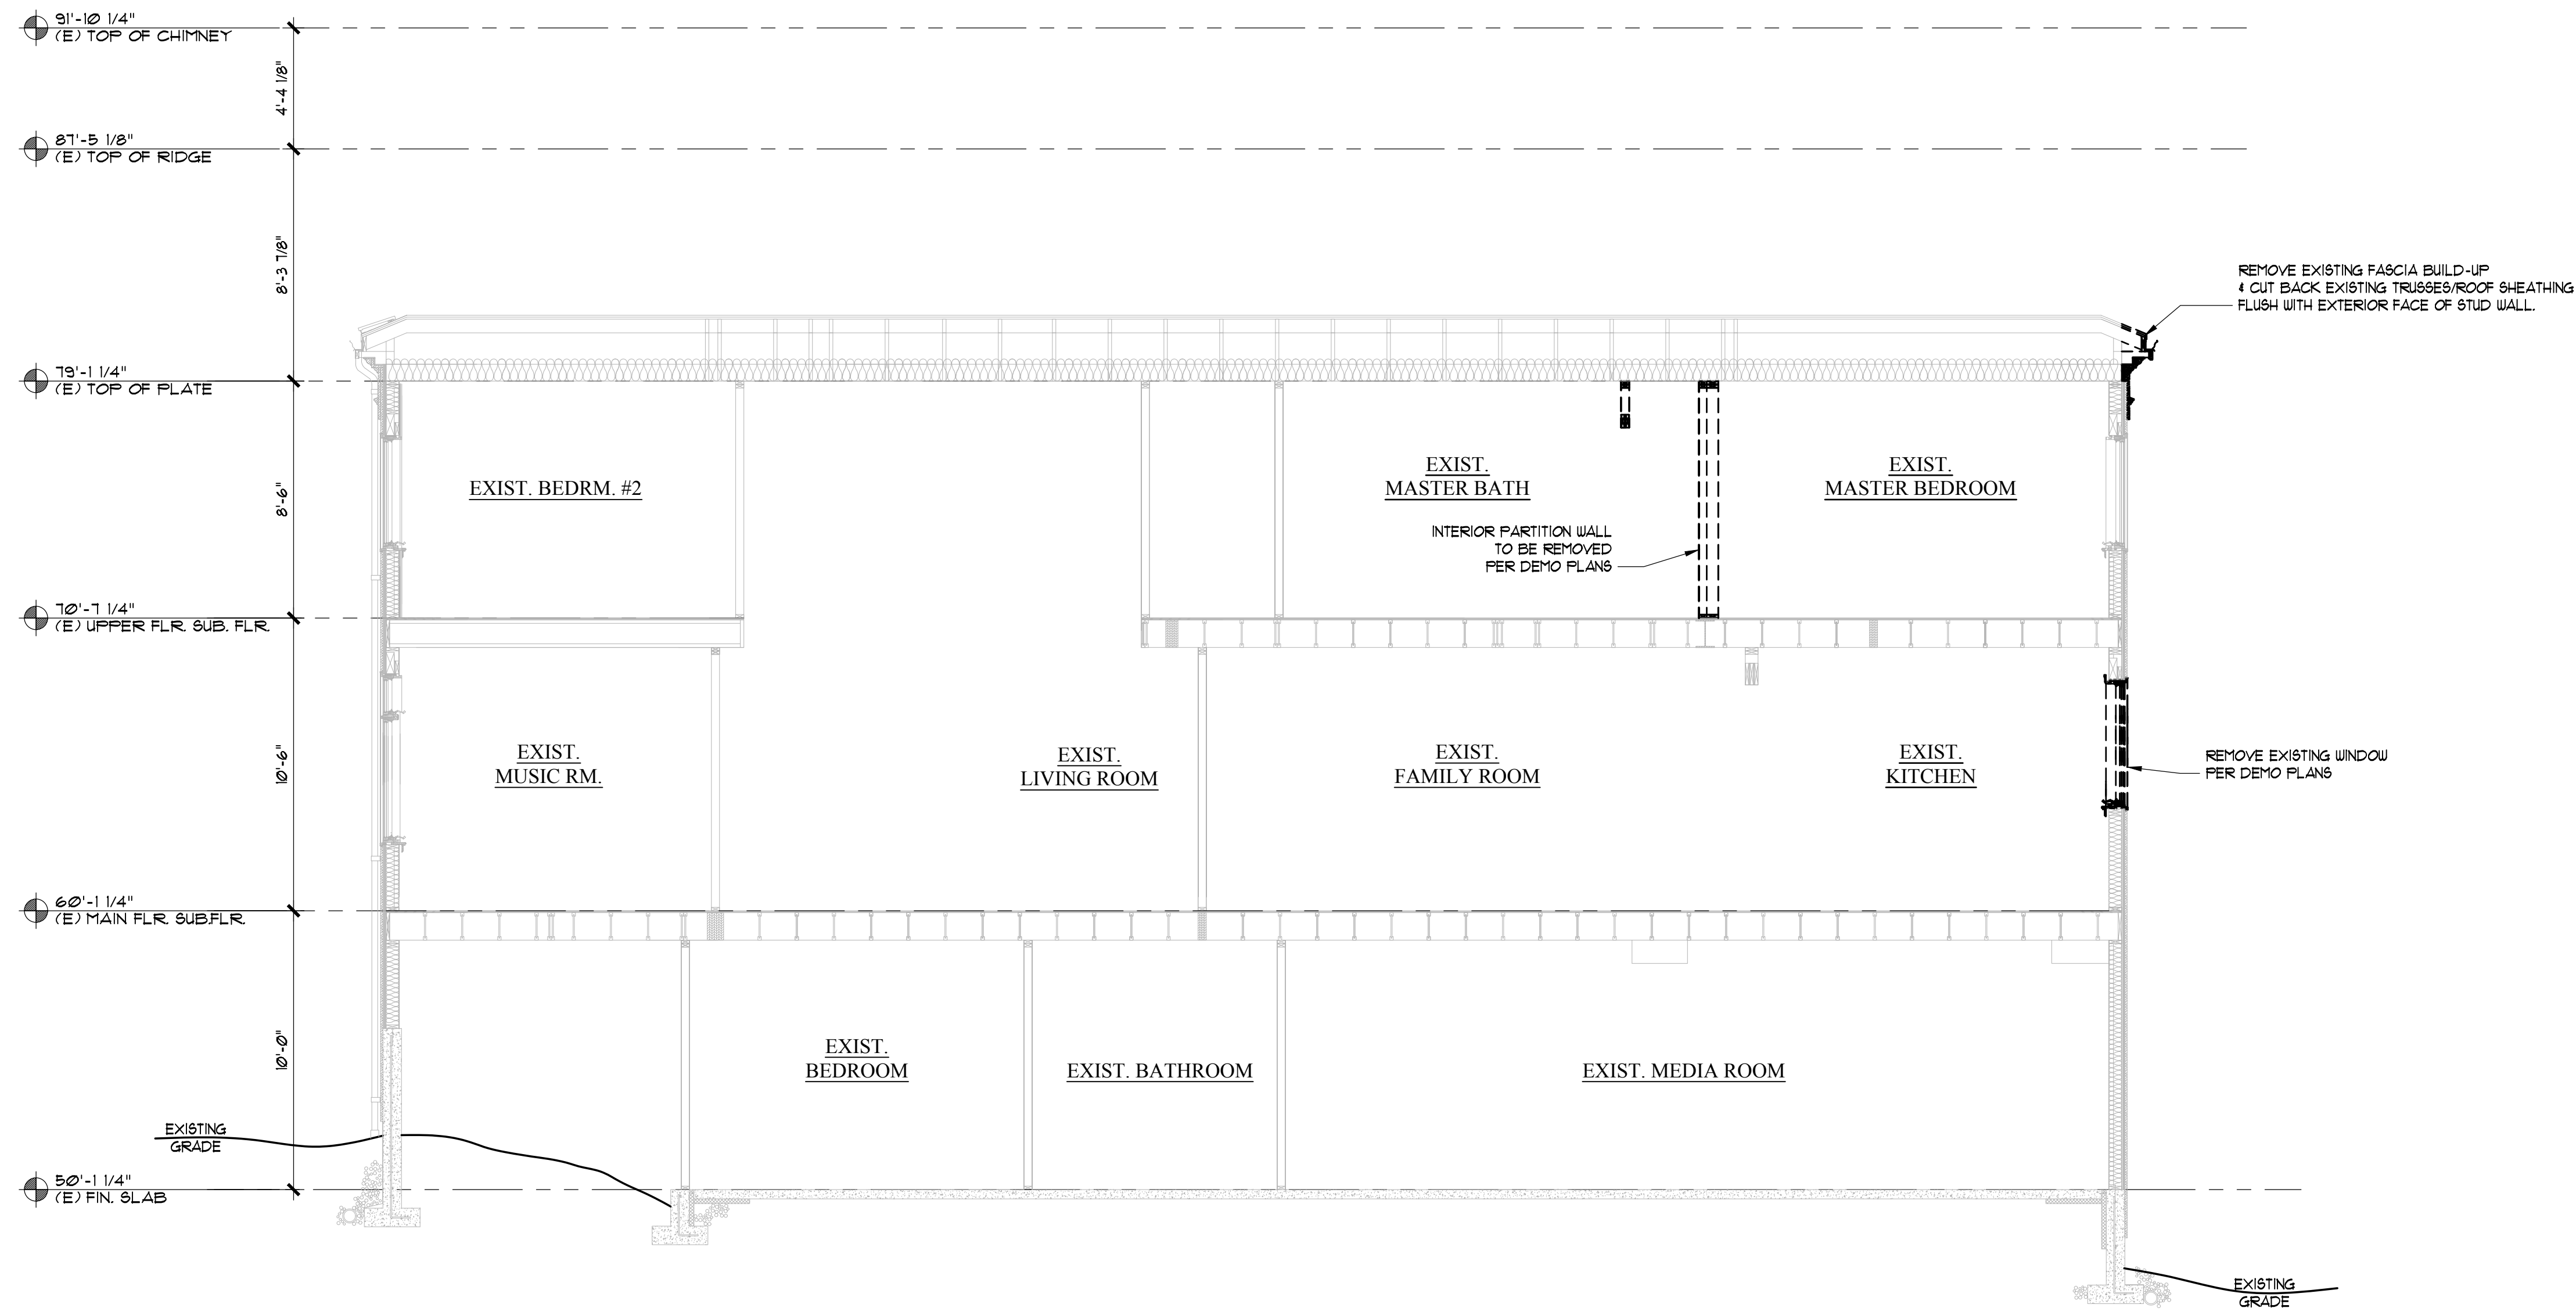 91'-10 1/4"
(E) TOP OF CHIMNEY
4'-4 1/8"
87'-5 1/8"
(E) TOP OF RIDGE
8'-3 7/8"
REMOVE EXISTING FASCIA BUILD-UP
& CUT BACK EXISTING TRUSSES/ROOF SHEATHING
FLUSH WITH EXTERIOR FACE OF STUD WALL.
79'-1 1/4"
(E) TOP OF PLATE
8'-6"
EXIST. BEDRM. #2
EXIST.
MASTER BATH
EXIST.
MASTER BEDROOM
INTERIOR PARTITION WALL
TO BE REMOVED
PER DEMO PLANS
70'-7 1/4"
(E) UPPER FLR. SUB. FLR.
10'-6"
EXIST.
MUSIC RM.
EXIST.
LIVING ROOM
EXIST.
FAMILY ROOM
EXIST.
KITCHEN
REMOVE EXISTING WINDOW
PER DEMO PLANS
60'-1 1/4"
(E) MAIN FLR. SUB.FLR.
10'-0"
EXIST.
BEDROOM
EXIST. BATHROOM
EXIST. MEDIA ROOM
EXISTING
GRADE
50'-1 1/4"
(E) FIN. SLAB
EXISTING
GRADE